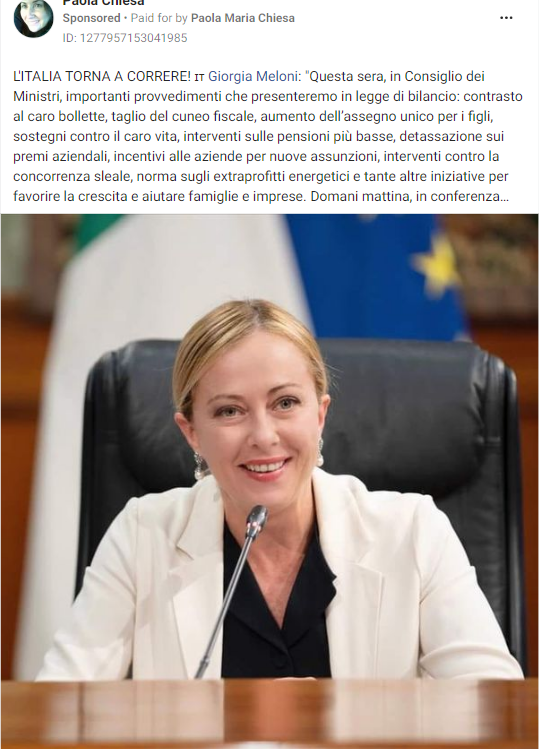 Paola Chiesa
Sponsored • Paid for by Paola Maria Chiesa
ID: 1277957153041985
L'ITALIA TORNA A CORRERE! IT Giorgia Meloni: "Questa sera, in Consiglio dei
Ministri, importanti provvedimenti che presenteremo in legge di bilancio: contrasto
al caro bollette, taglio del cuneo fiscale, aumento dell'assegno unico per i figli,
sostegni contro il caro vita, interventi sulle pensioni più basse, detassazione sui
premi aziendali, incentivi alle aziende per nuove assunzioni, interventi contro la
concorrenza sleale, norma sugli extraprofitti energetici e tante altre iniziative per
favorire la crescita e aiutare famiglie e imprese. Domani mattina, in conferenza...